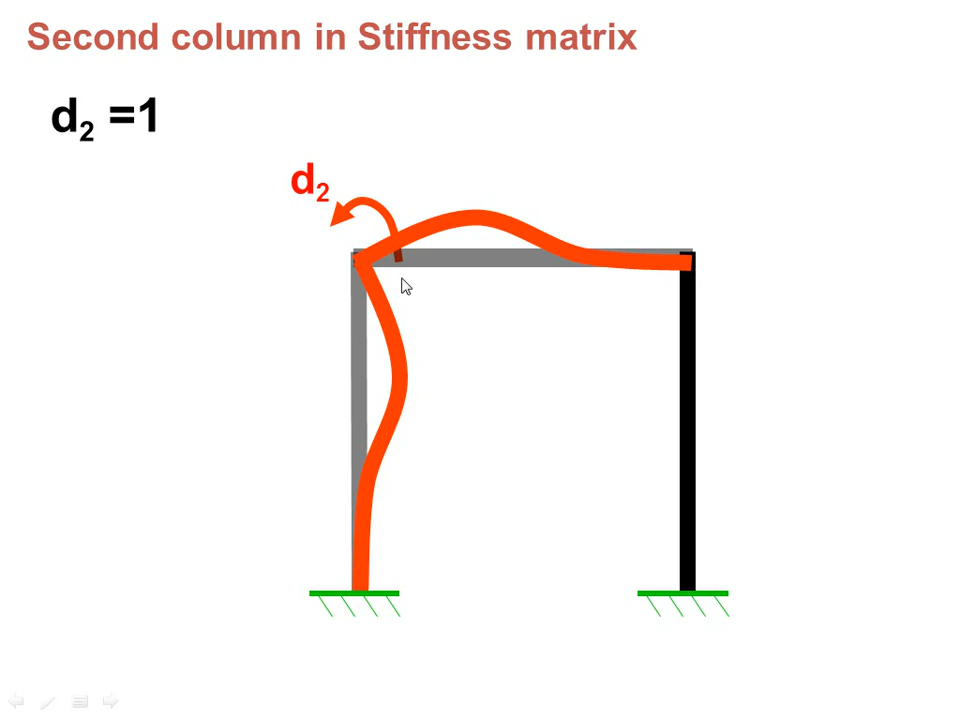 Second column in Stiffness matrix
d₂ =1
d₂